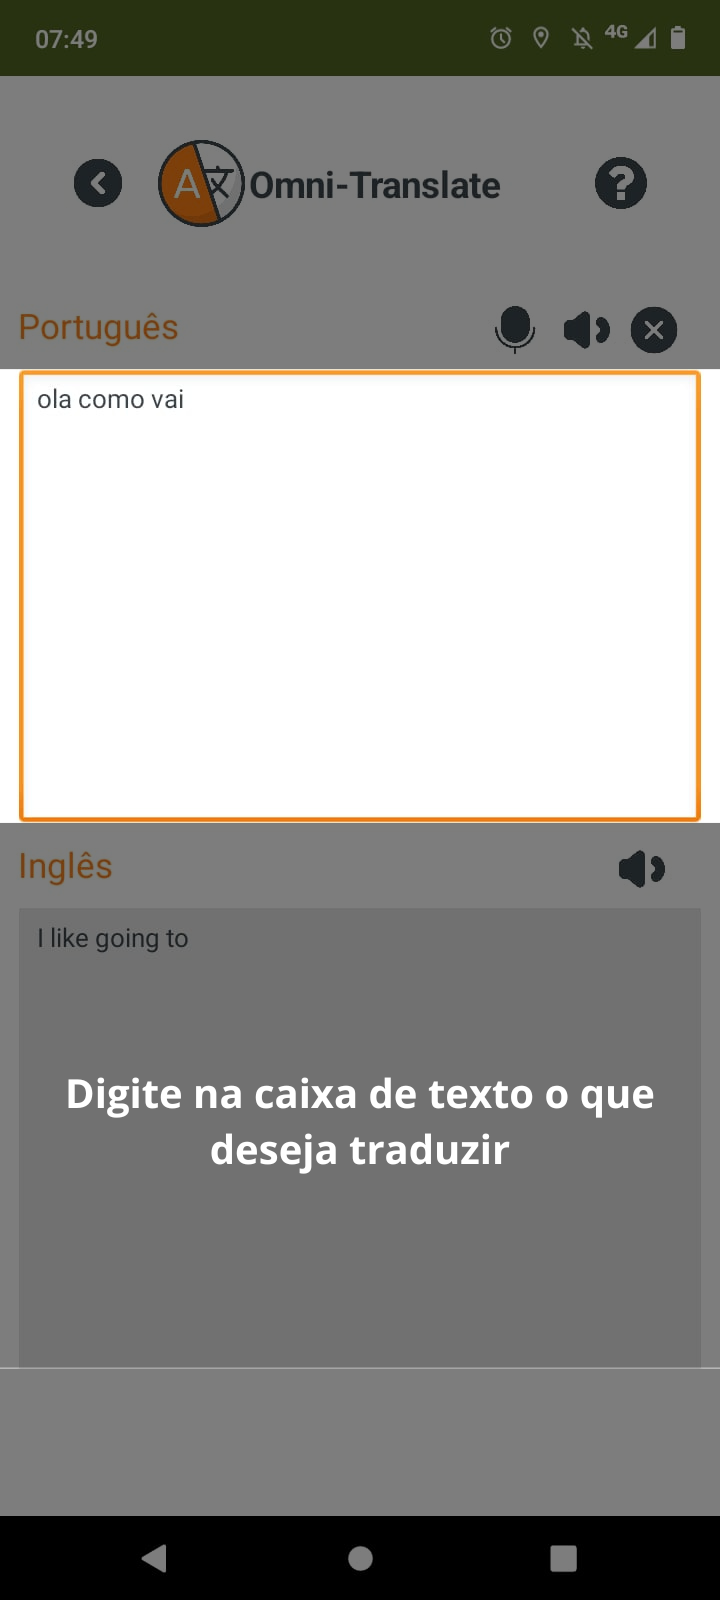 07:49
4G
A文 Omni-Translate
?
Português
ola como vai
Inglês
I like going to
Digite na caixa de texto o que
deseja traduzir